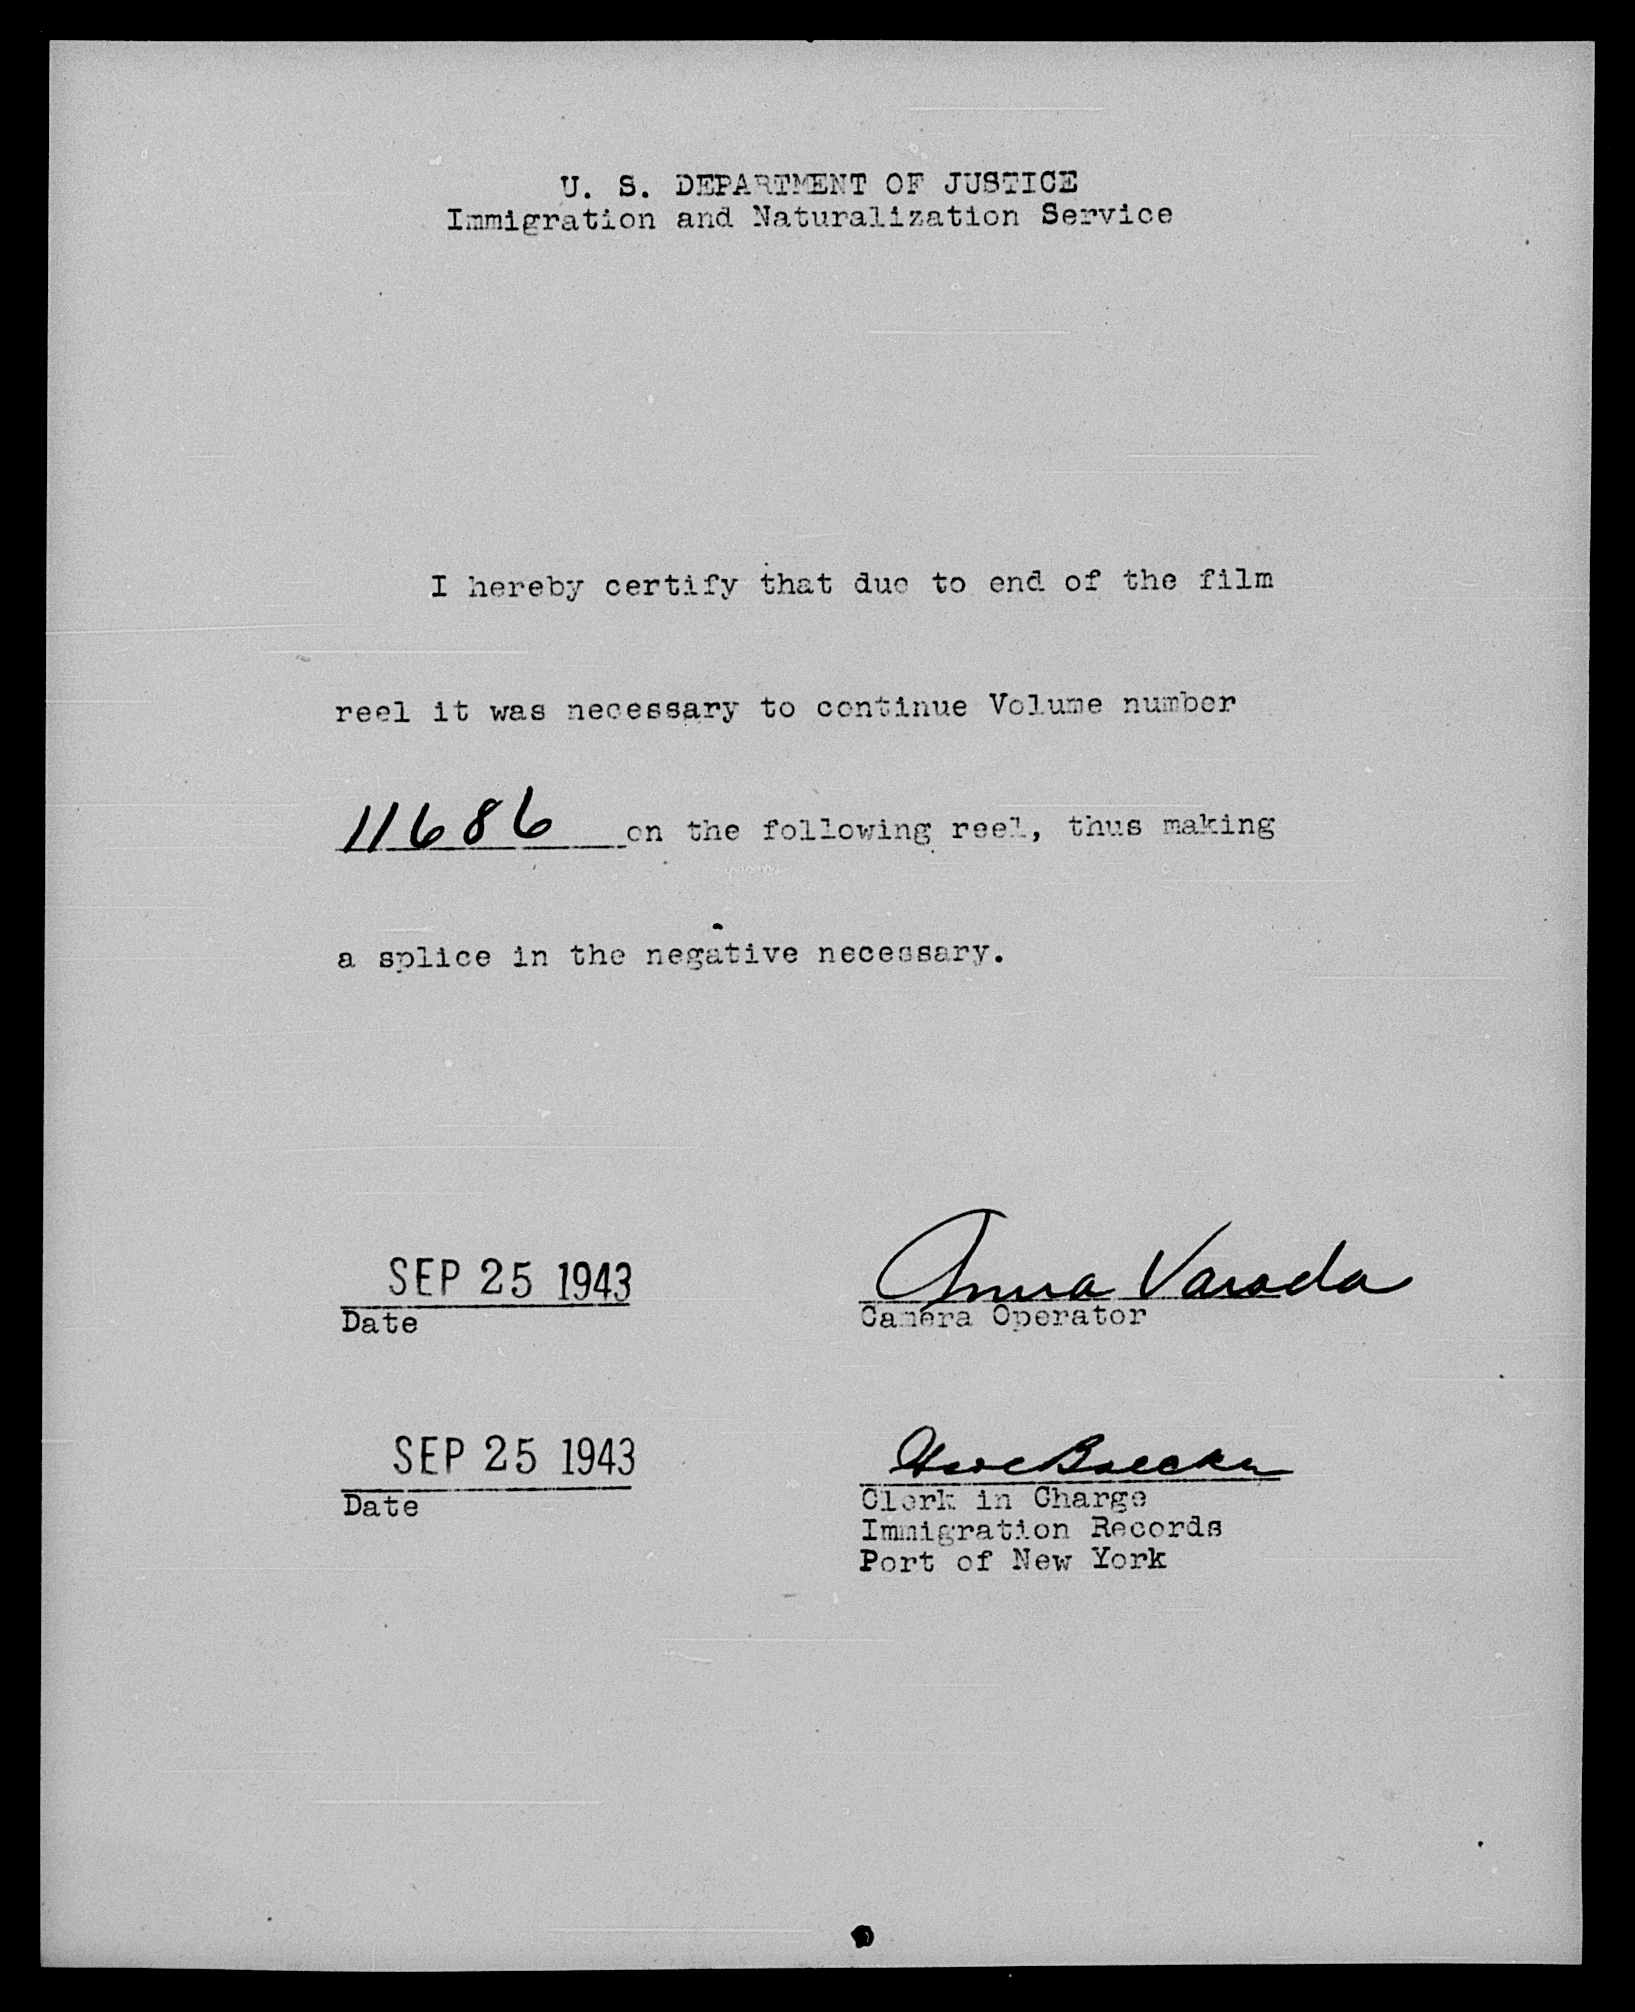 U. S. DEPARTMENT OF JUSTICE
Immigration and Naturalization Service
I hereby certify that due to end of the film
reel it was necessary to continue Volume number
11686 on the following reel, thus making
a splice in the negative necessary.
SEP 25 1943
Date
Anna Varada
Camera Operator
SEP 25 1943
Date
Clerk in Charge
Immigration Records
Port of New York